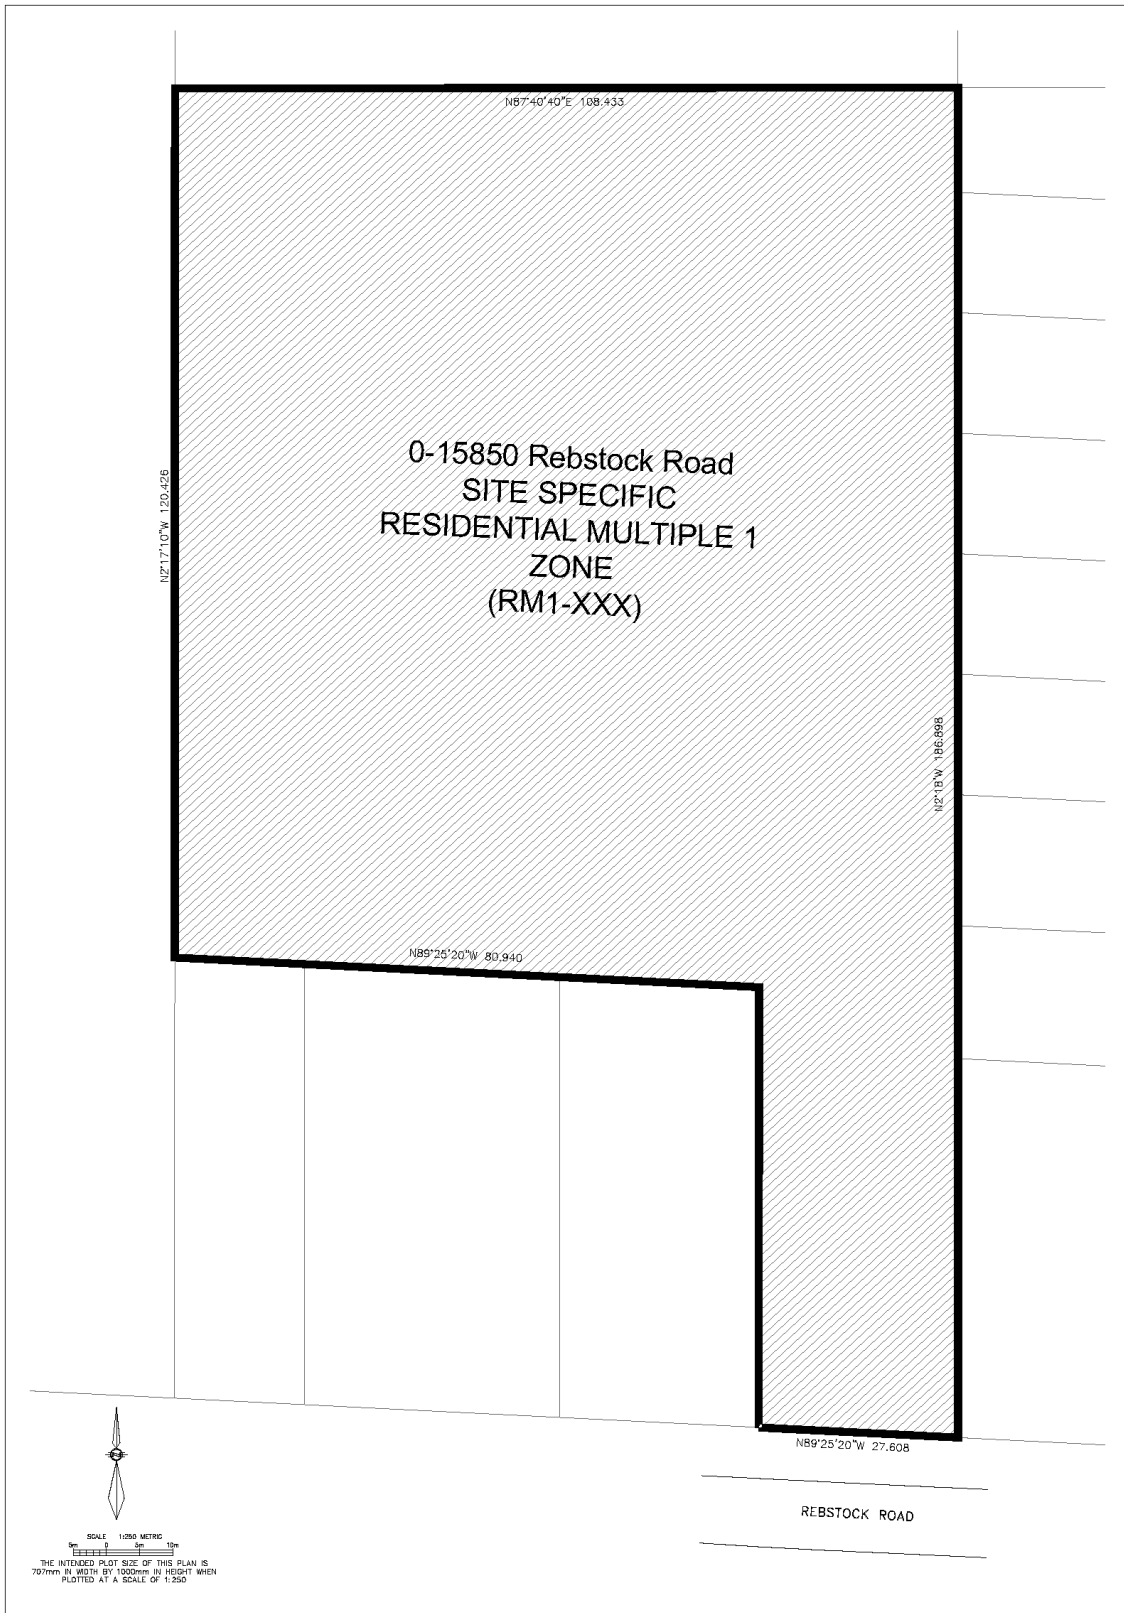 N87°40'40"E 108.433
0-15850 Rebstock Road
SITE SPECIFIC
RESIDENTIAL MULTIPLE 1
ZONE
(RM1-XXX)
N2°17'10"W 120.426
N2°18'W 186.898
N89°25'20"W 80.940
N89°25'20"W 27.608
REBSTOCK ROAD
SCALE 1:250 METRIC
5m 0 5m 10m
THE INTENDED PLOT SIZE OF THIS PLAN IS
707mm IN WIDTH BY 1000mm IN HEIGHT WHEN
PLOTTED AT A SCALE OF 1:250